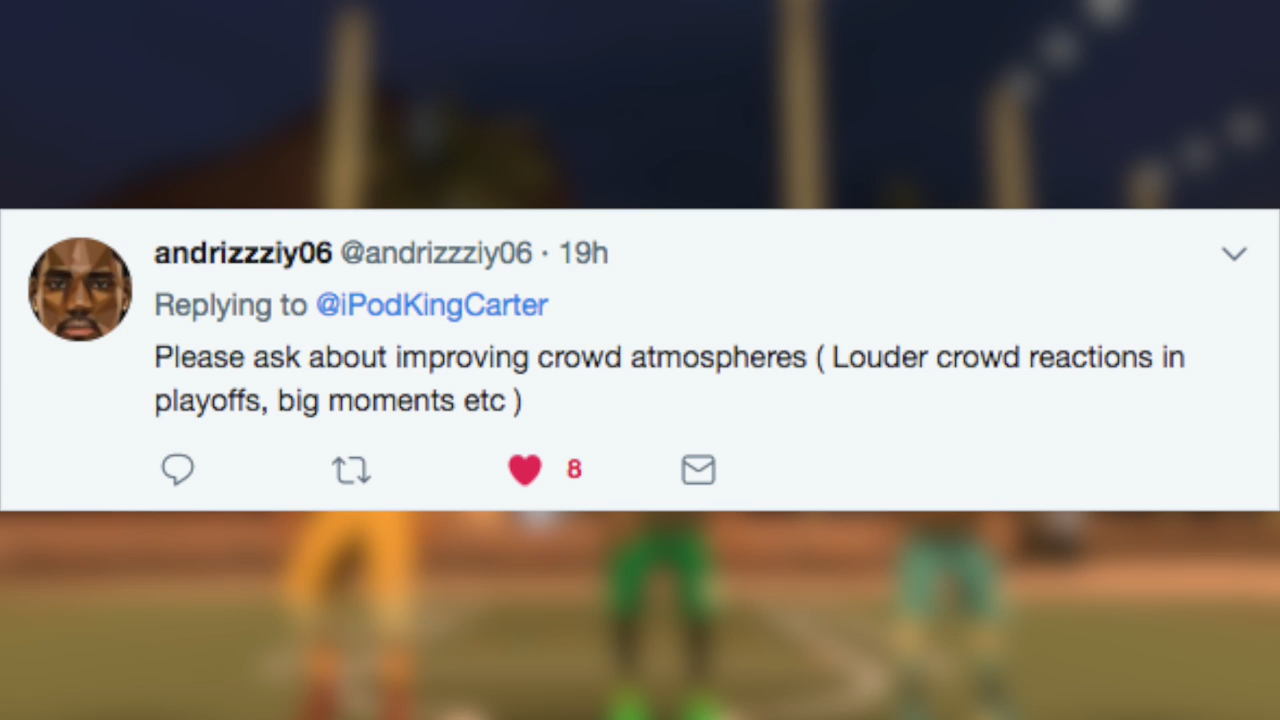 andrizzziy06 @andrizzziy06 · 19h
Replying to @iPodKingCarter
Please ask about improving crowd atmospheres ( Louder crowd reactions in
playoffs, big moments etc )
8